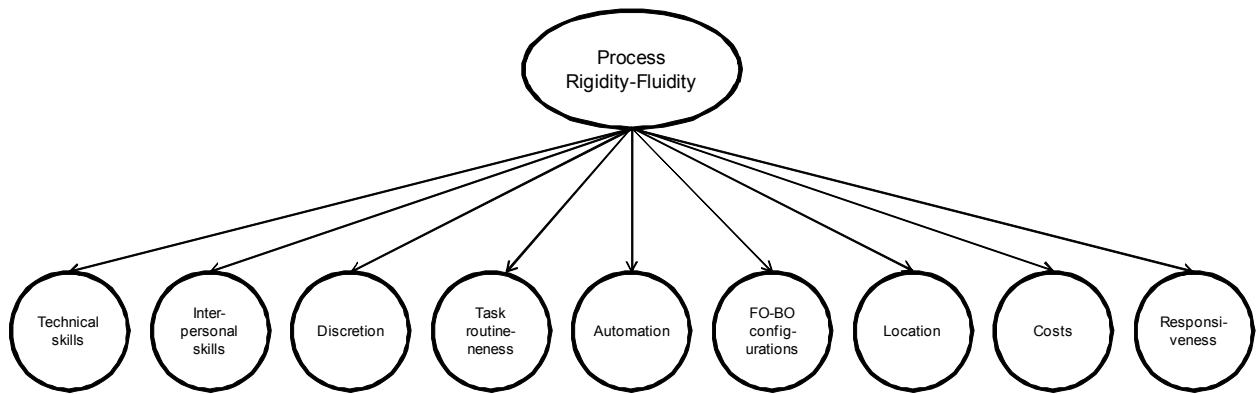 Process
Rigidity-Fluidity
Technical
skills
Inter-
personal
skills
Discretion
Task
routine-
neness
Automation
FO-BO
config-
urations
Location
Costs
Responsi-
veness